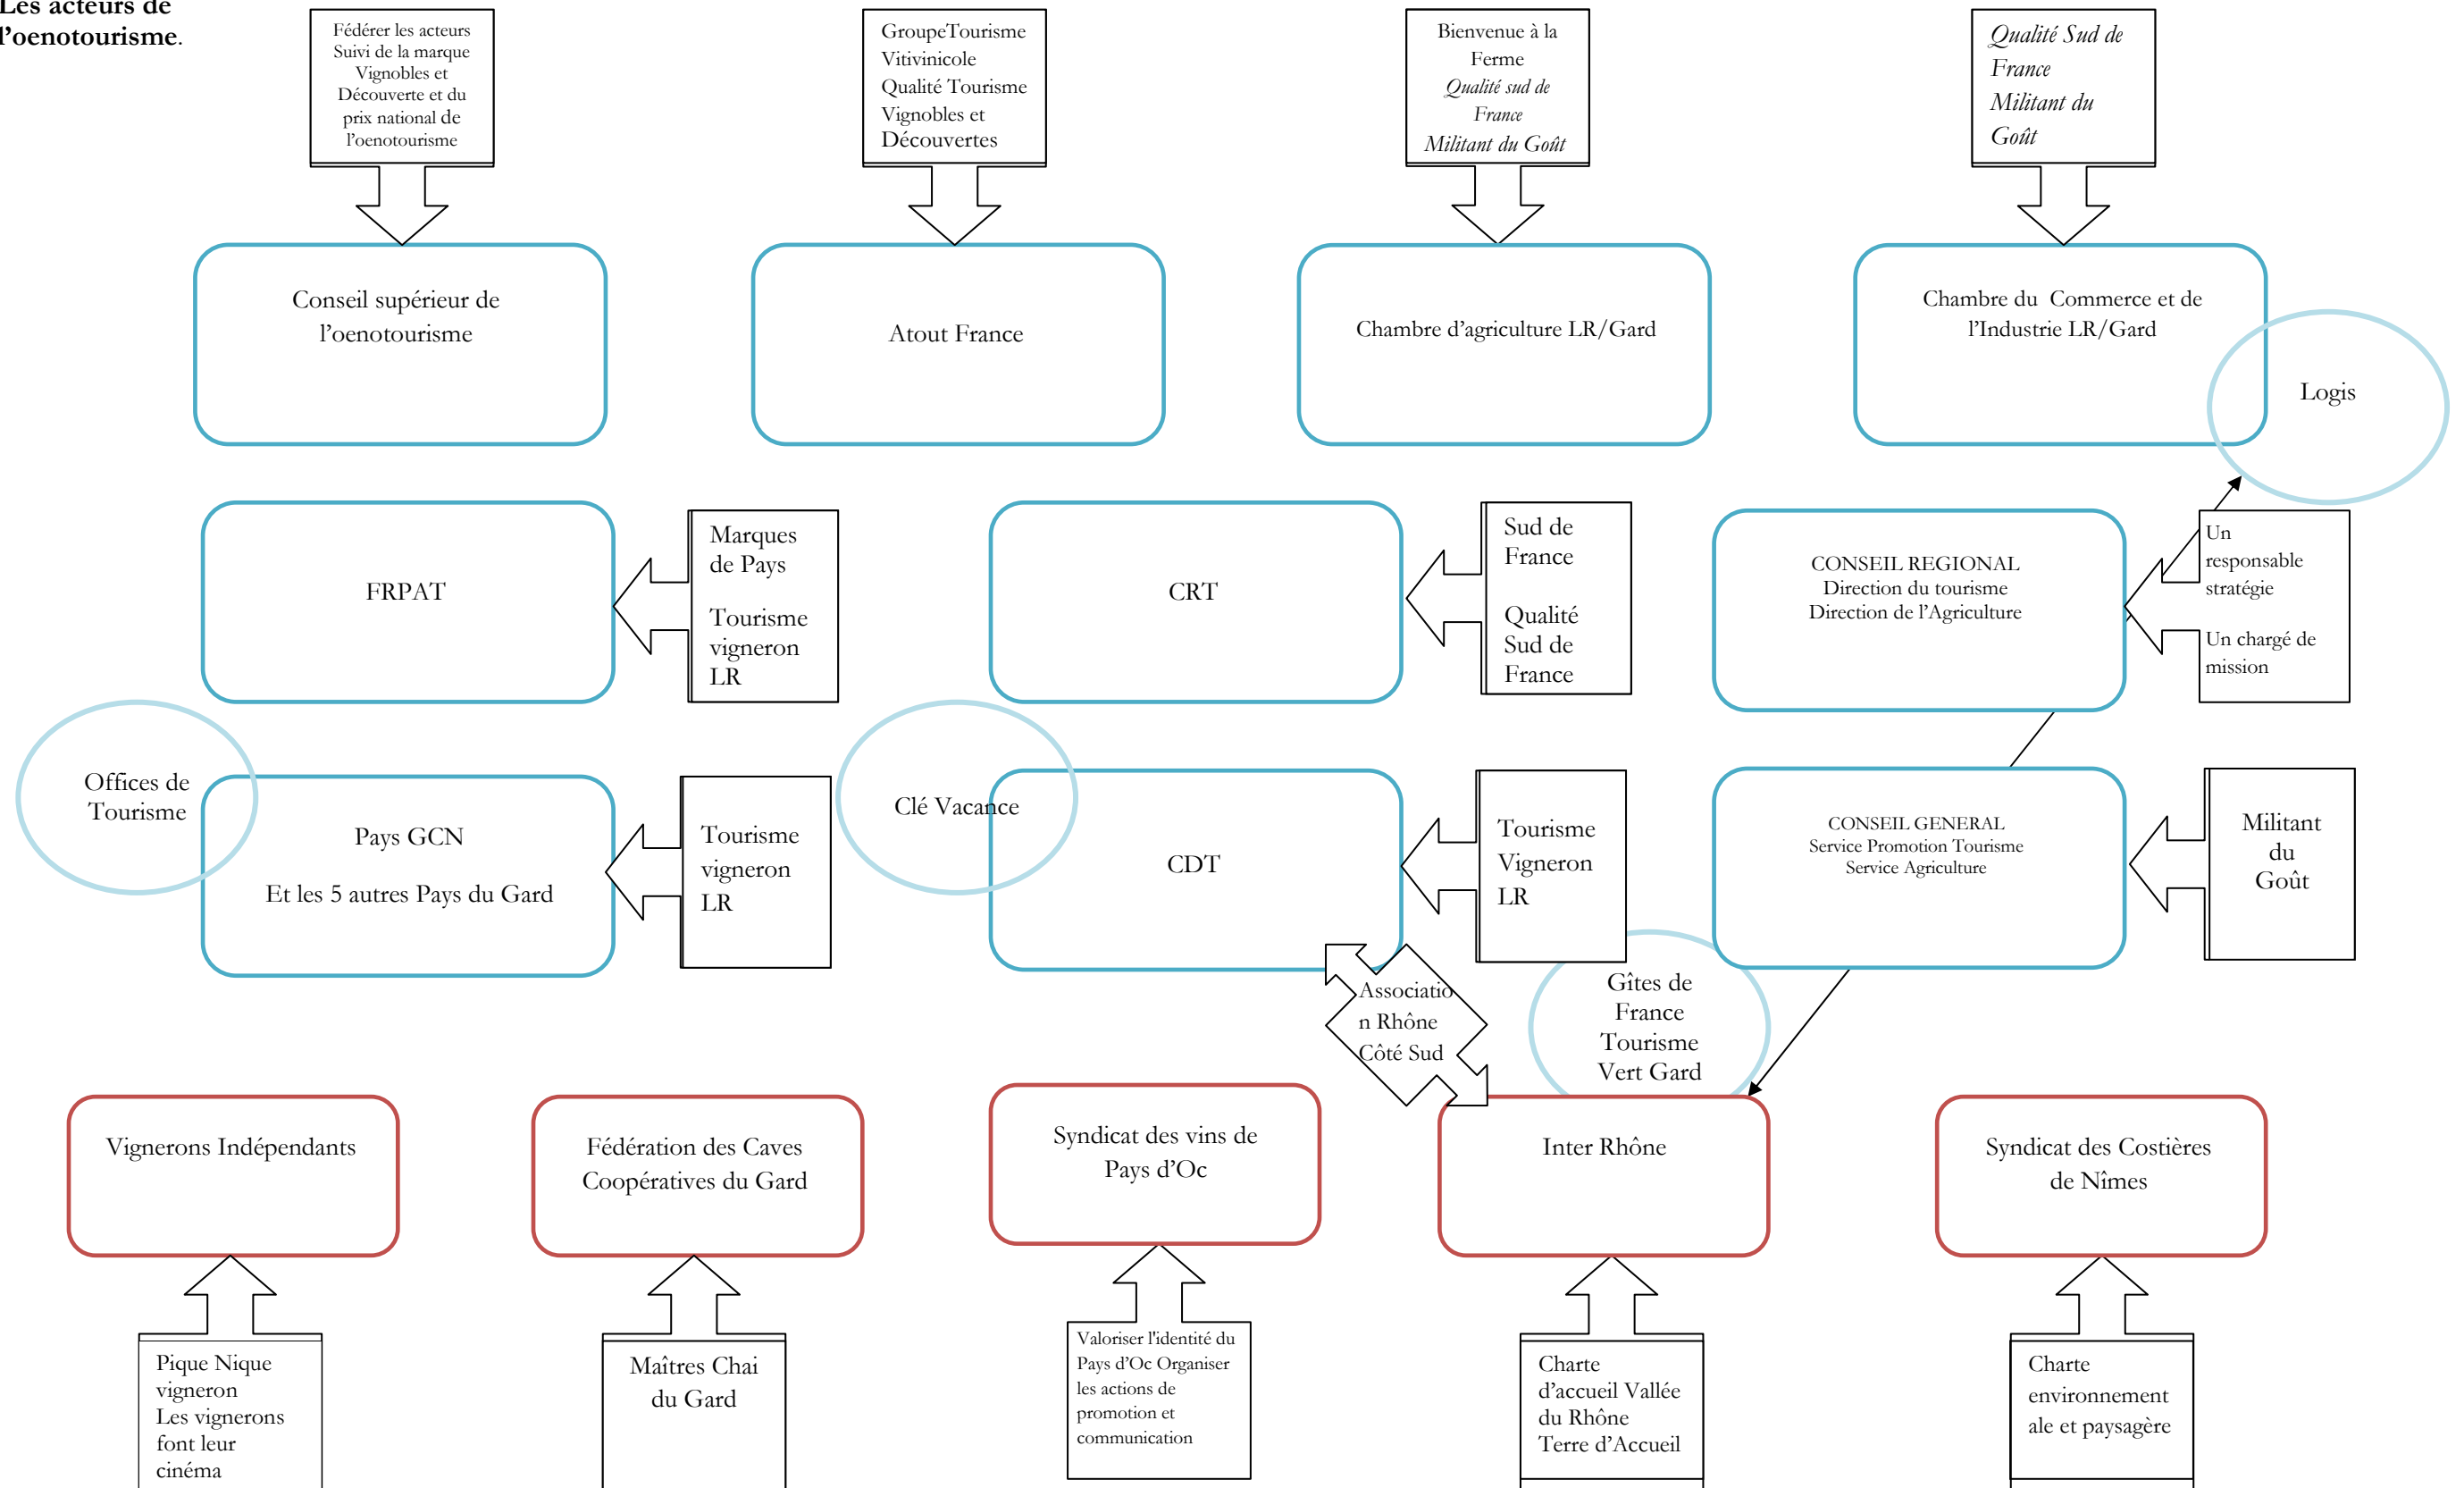 Les acteurs de
l’oenotourisme.
Fédérer les acteurs
Suivi de la marque
Vignobles et
Découverte et du
prix national de
l’oenotourisme
GroupeTourisme
Vitivinicole
Qualité Tourisme
Vignobles et
Découvertes
Bienvenue à la
Ferme
Qualité sud de
France
Militant du Goût
Qualité Sud de
France
Militant du
Goût
Conseil supérieur de
l’oenotourisme
Atout France
Chambre d’agriculture LR/Gard
Chambre du Commerce et de
l’Industrie LR/Gard
Logis
FRPAT
Marques
de Pays
Tourisme
vigneron
LR
CRT
Sud de
France
Qualité
Sud de
France
CONSEIL REGIONAL
Direction du tourisme
Direction de l’Agriculture
Un
responsable
stratégie
Un chargé de
mission
Offices de
Tourisme
Pays GCN
Et les 5 autres Pays du Gard
Tourisme
vigneron
LR
Clé Vacance
CDT
Tourisme
Vigneron
LR
CONSEIL GENERAL
Service Promotion Tourisme
Service Agriculture
Militant
du
Goût
Associatio
n Rhône
Côté Sud
Gîtes de
France
Tourisme
Vert Gard
Vignerons Indépendants
Fédération des Caves
Coopératives du Gard
Syndicat des vins de
Pays d’Oc
Inter Rhône
Syndicat des Costières
de Nîmes
Pique Nique
vigneron
Les vignerons
font leur
cinéma
Maîtres Chai
du Gard
Valoriser l'identité du
Pays d’Oc Organiser
les actions de
promotion et
communication
Charte
d’accueil Vallée
du Rhône
Terre d’Accueil
Charte
environnement
ale et paysagère